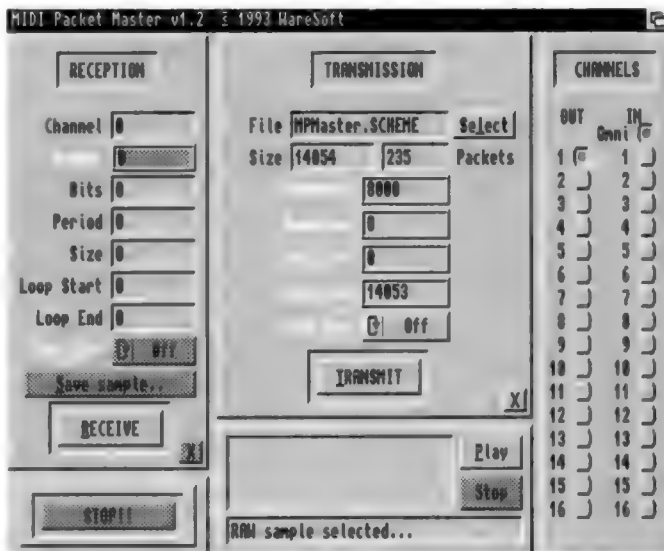 MIDI Packet Master v1.2 © 1993 WareSoft
RECEPTION
Channel 0
0
Bits 0
Period 0
Size 0
Loop Start 0
Loop End 0
Off
Save sample..
RECEIVE
X
STOP!!
TRANSMISSION
File MPMaster.SCHEME Select
Size 14054 235 Packets
8000
0
0
14053
Off
TRANSMIT
X
Play
Stop
RAW sample selected...
CHANNELS
OUT IN
Omni
1 1
2 2
3 3
4 4
5 5
6 6
7 7
8 8
9 9
10 10
11 11
12 12
13 13
14 14
15 15
16 16